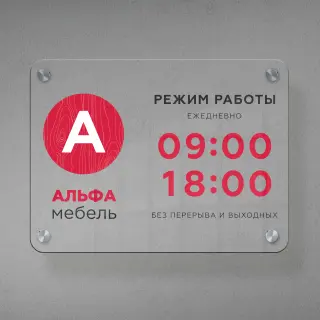 А
АЛЬФА
мебель
РЕЖИМ РАБОТЫ
ЕЖЕДНЕВНО
09:00
18:00
БЕЗ ПЕРЕРЫВА И ВЫХОДНЫХ